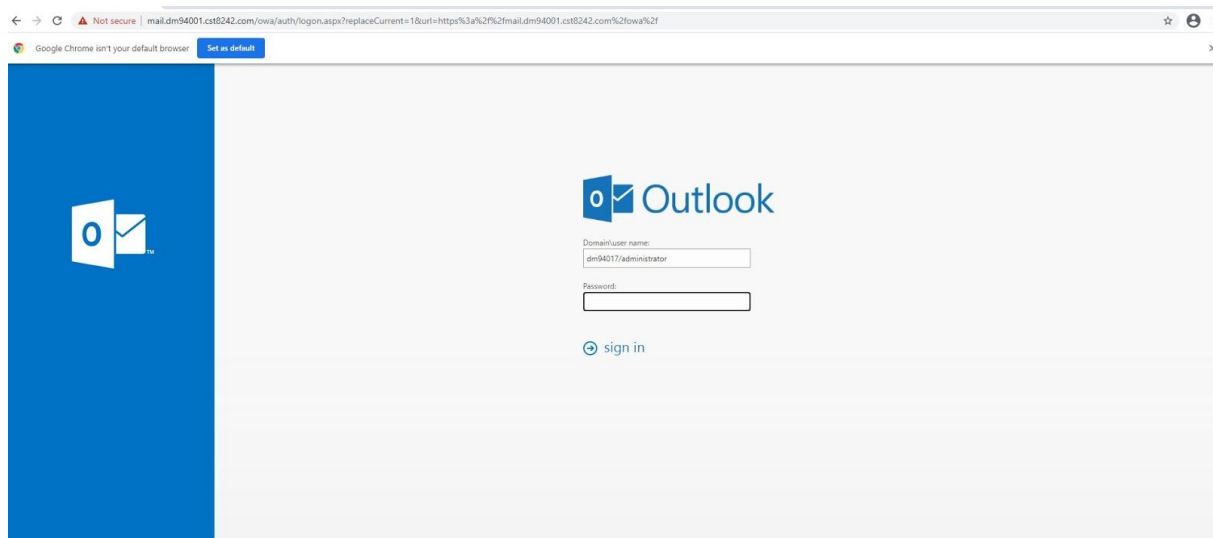 Not secure | mail.dm94001.cst8242.com/owa/auth/logon.aspx?replaceCurrent=1&url=https%3a%2f%2fmail.dm94001.cst8242.com%2fowa%2f
Google Chrome isn't your default browser Set as default
O TM
O Outlook
Domain\user name:
dm94017/administrator
Password:
sign in